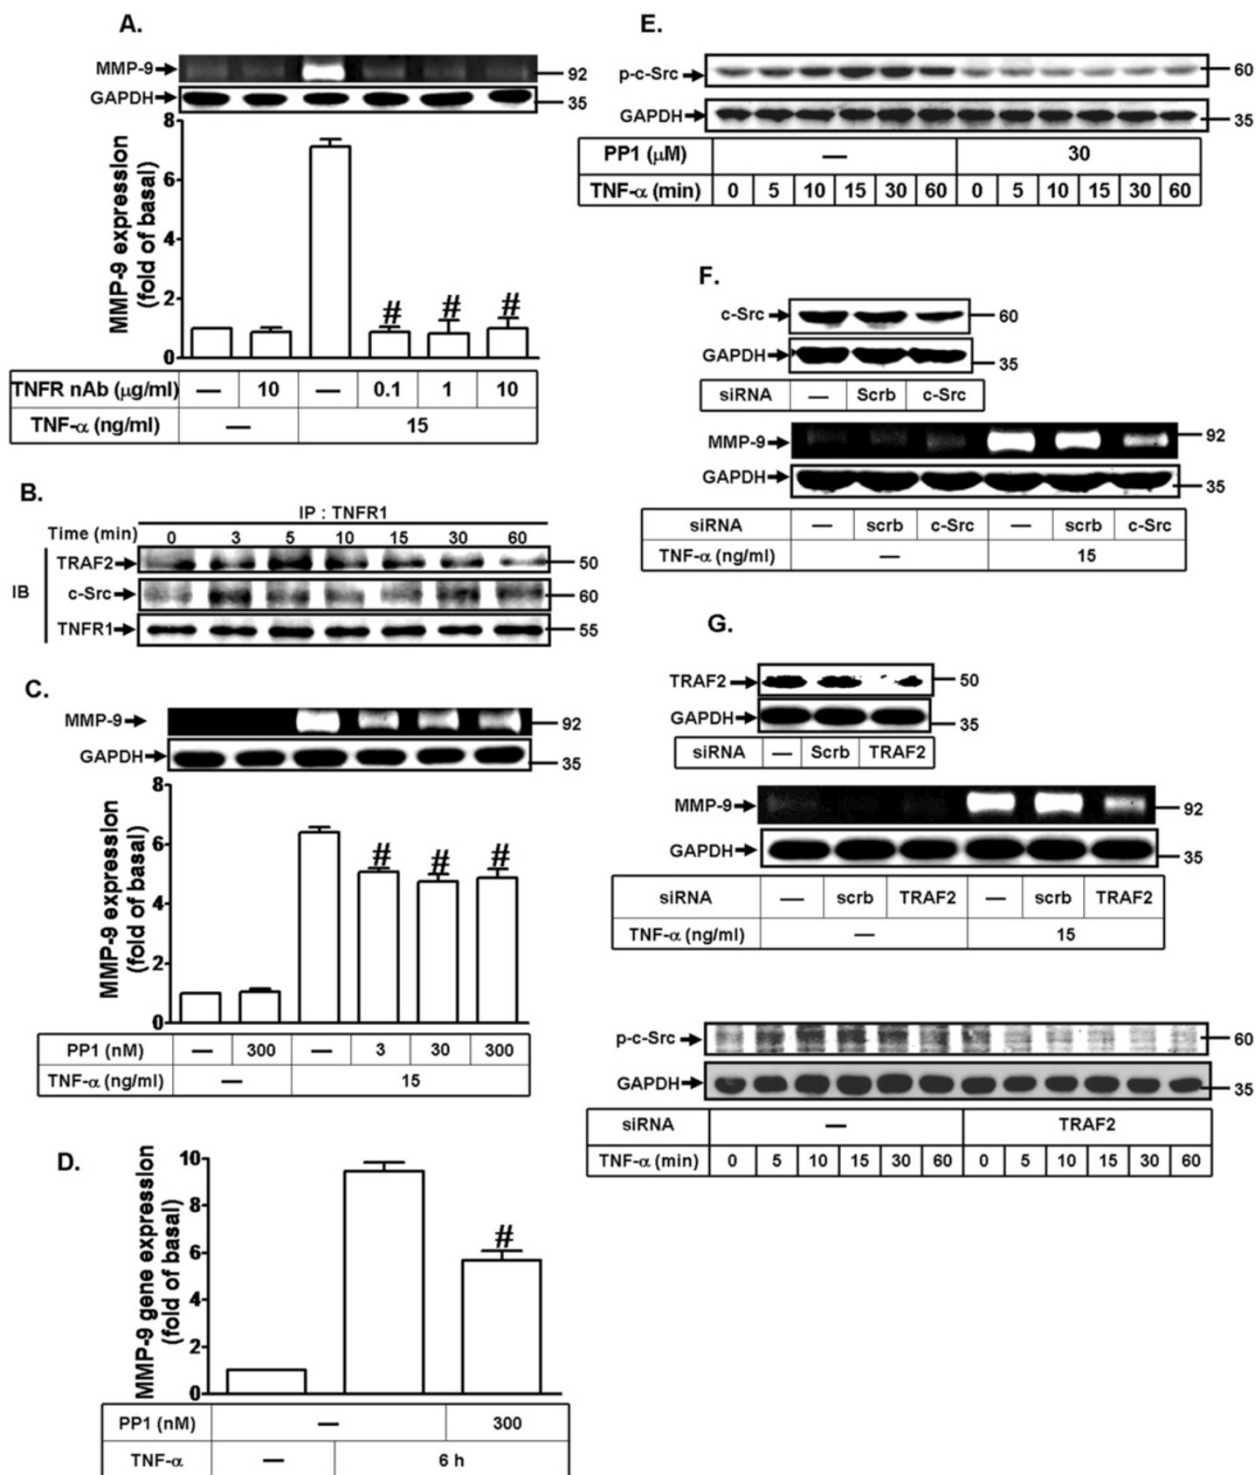 A.
MMP-9
92
GAPDH
35
MMP-9 expression
(fold of basal)
8
6
4
2
0
# # #
TNFR nAb (μg/ml) — 10 — 0.1 1 10
TNF-α (ng/ml) — 15
B.
IP : TNFR1
Time (min) 0 3 5 10 15 30 60
IB
TRAF2 50
c-Src 60
TNFR1 55
C.
MMP-9 92
GAPDH 35
MMP-9 expression
(fold of basal)
8
6
4
2
0
# # #
PP1 (nM) — 300 — 3 30 300
TNF-α (ng/ml) — 15
D.
MMP-9 gene expression
(fold of basal)
10
8
6
4
2
0
#
PP1 (nM) — 300
TNF-α — 6 h
E.
p-c-Src 60
GAPDH 35
PP1 (μM) — 30
TNF-α (min) 0 5 10 15 30 60 0 5 10 15 30 60
F.
c-Src 60
GAPDH 35
siRNA — Scrb c-Src
MMP-9 92
GAPDH 35
siRNA — scrb c-Src — scrb c-Src
TNF-α (ng/ml) — 15
G.
TRAF2 50
GAPDH 35
siRNA — Scrb TRAF2
MMP-9 92
GAPDH 35
siRNA — scrb TRAF2 — scrb TRAF2
TNF-α (ng/ml) — 15
p-c-Src 60
GAPDH 35
siRNA — TRAF2
TNF-α (min) 0 5 10 15 30 60 0 5 10 15 30 60